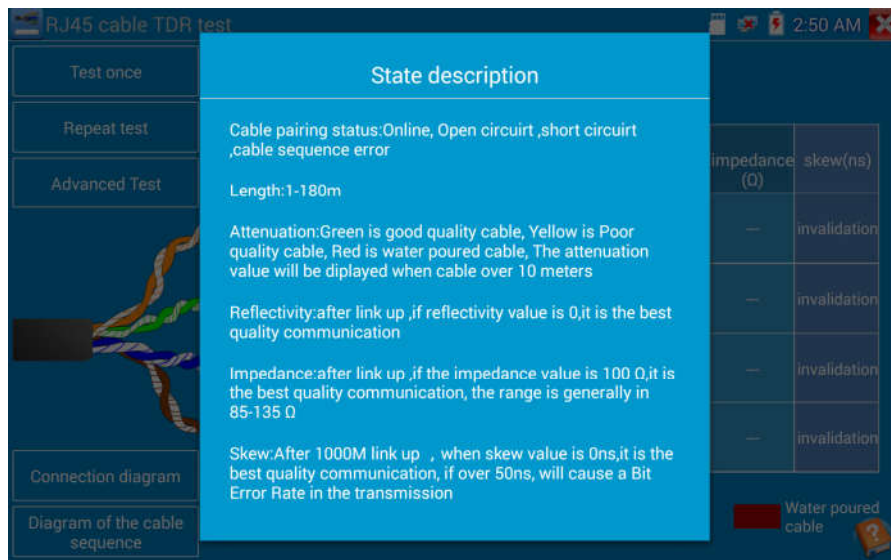 RJ45 cable TDR test
2:50 AM
Test once
Repeat test
Advanced Test
Connection diagram
Diagram of the cable
sequence
State description
Cable pairing status:Online, Open circuirt ,short circuirt
,cable sequence error
Length:1-180m
Attenuation:Green is good quality cable, Yellow is Poor
quality cable, Red is water poured cable, The attenuation
value will be diplayed when cable over 10 meters
Reflectivity:after link up ,if reflectivity value is 0,it is the best
quality communication
Impedance:after link up ,if the impedance value is 100 Ω,it is
the best quality communication, the range is generally in
85-135 Ω
Skew:After 1000M link up , when skew value is 0ns,it is the
best quality communication, if over 50ns, will cause a Bit
Error Rate in the transmission
impedance
(Ω)
skew(ns)
--- invalidation
--- invalidation
--- invalidation
--- invalidation
Water poured
cable
?